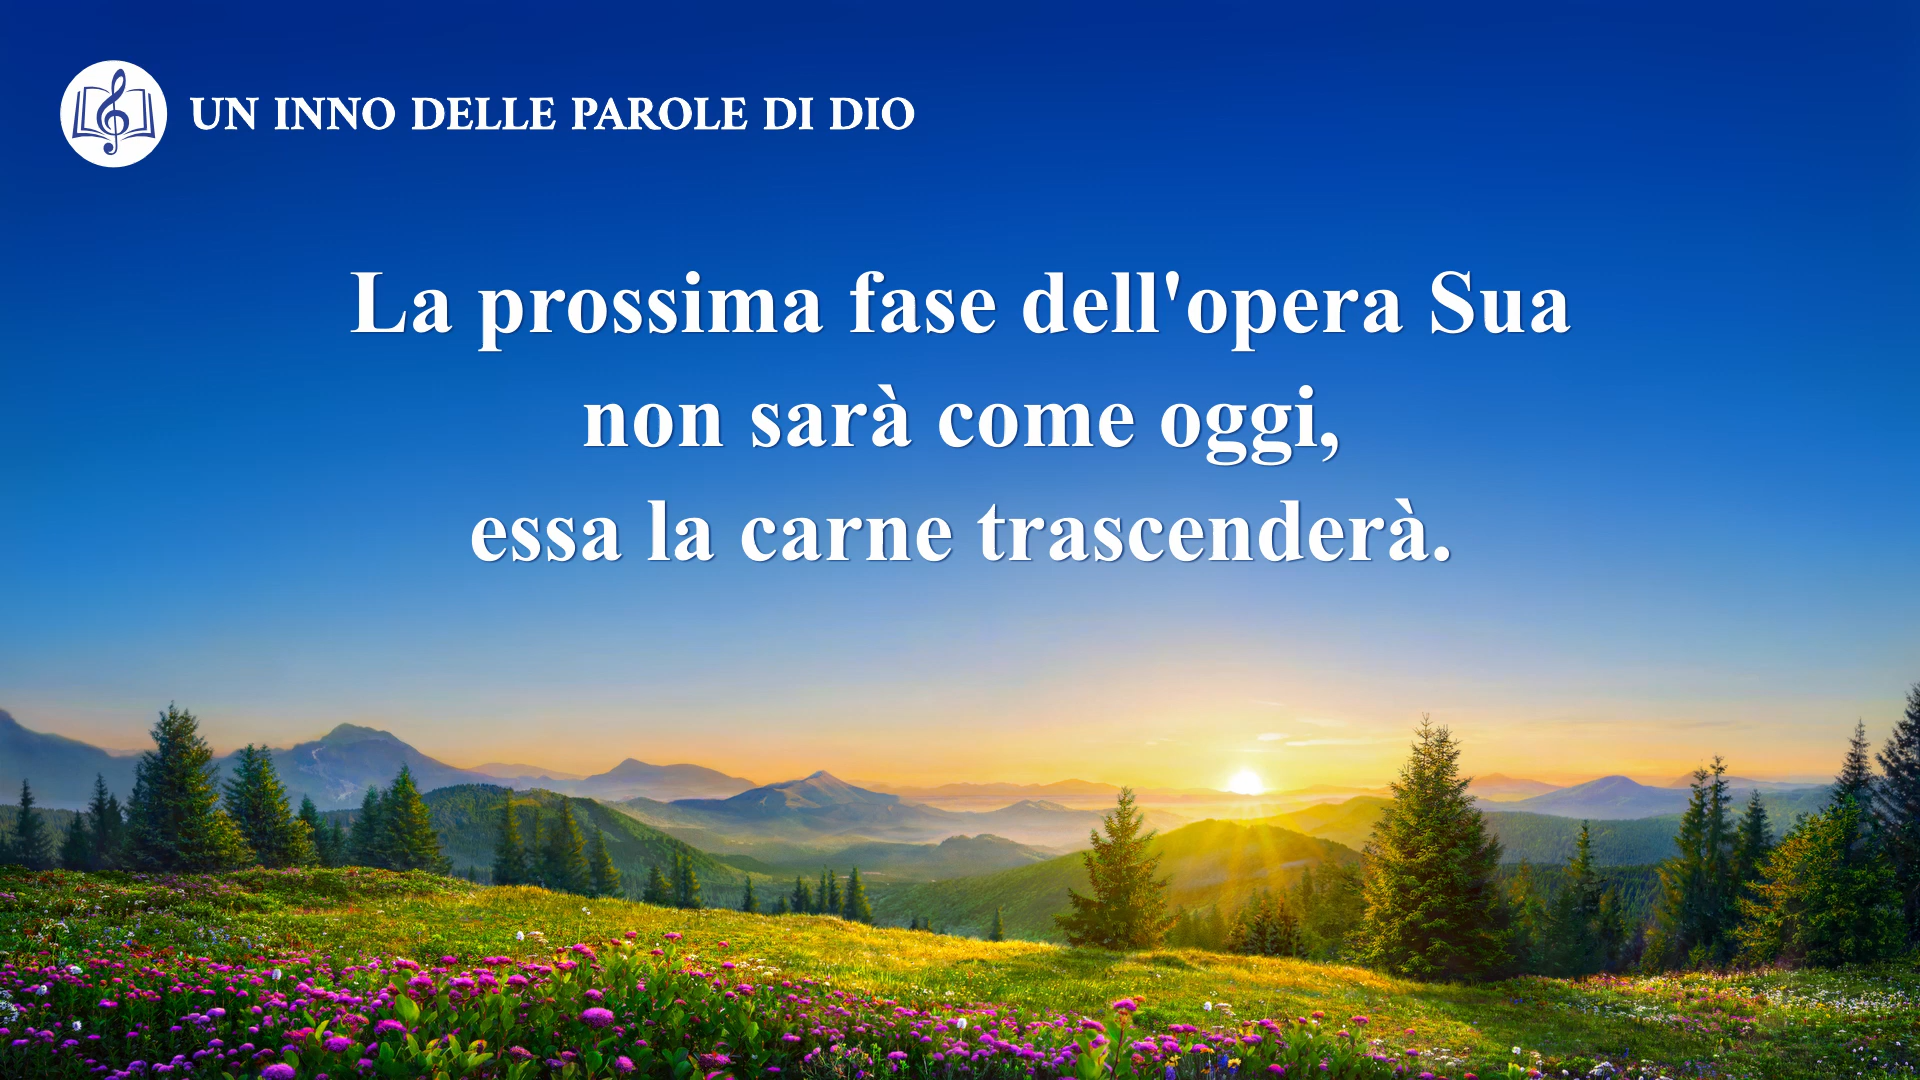 UN INNO DELLE PAROLE DI DIO
La prossima fase dell'opera Sua
non sarà come oggi,
essa la carne trascenderà.